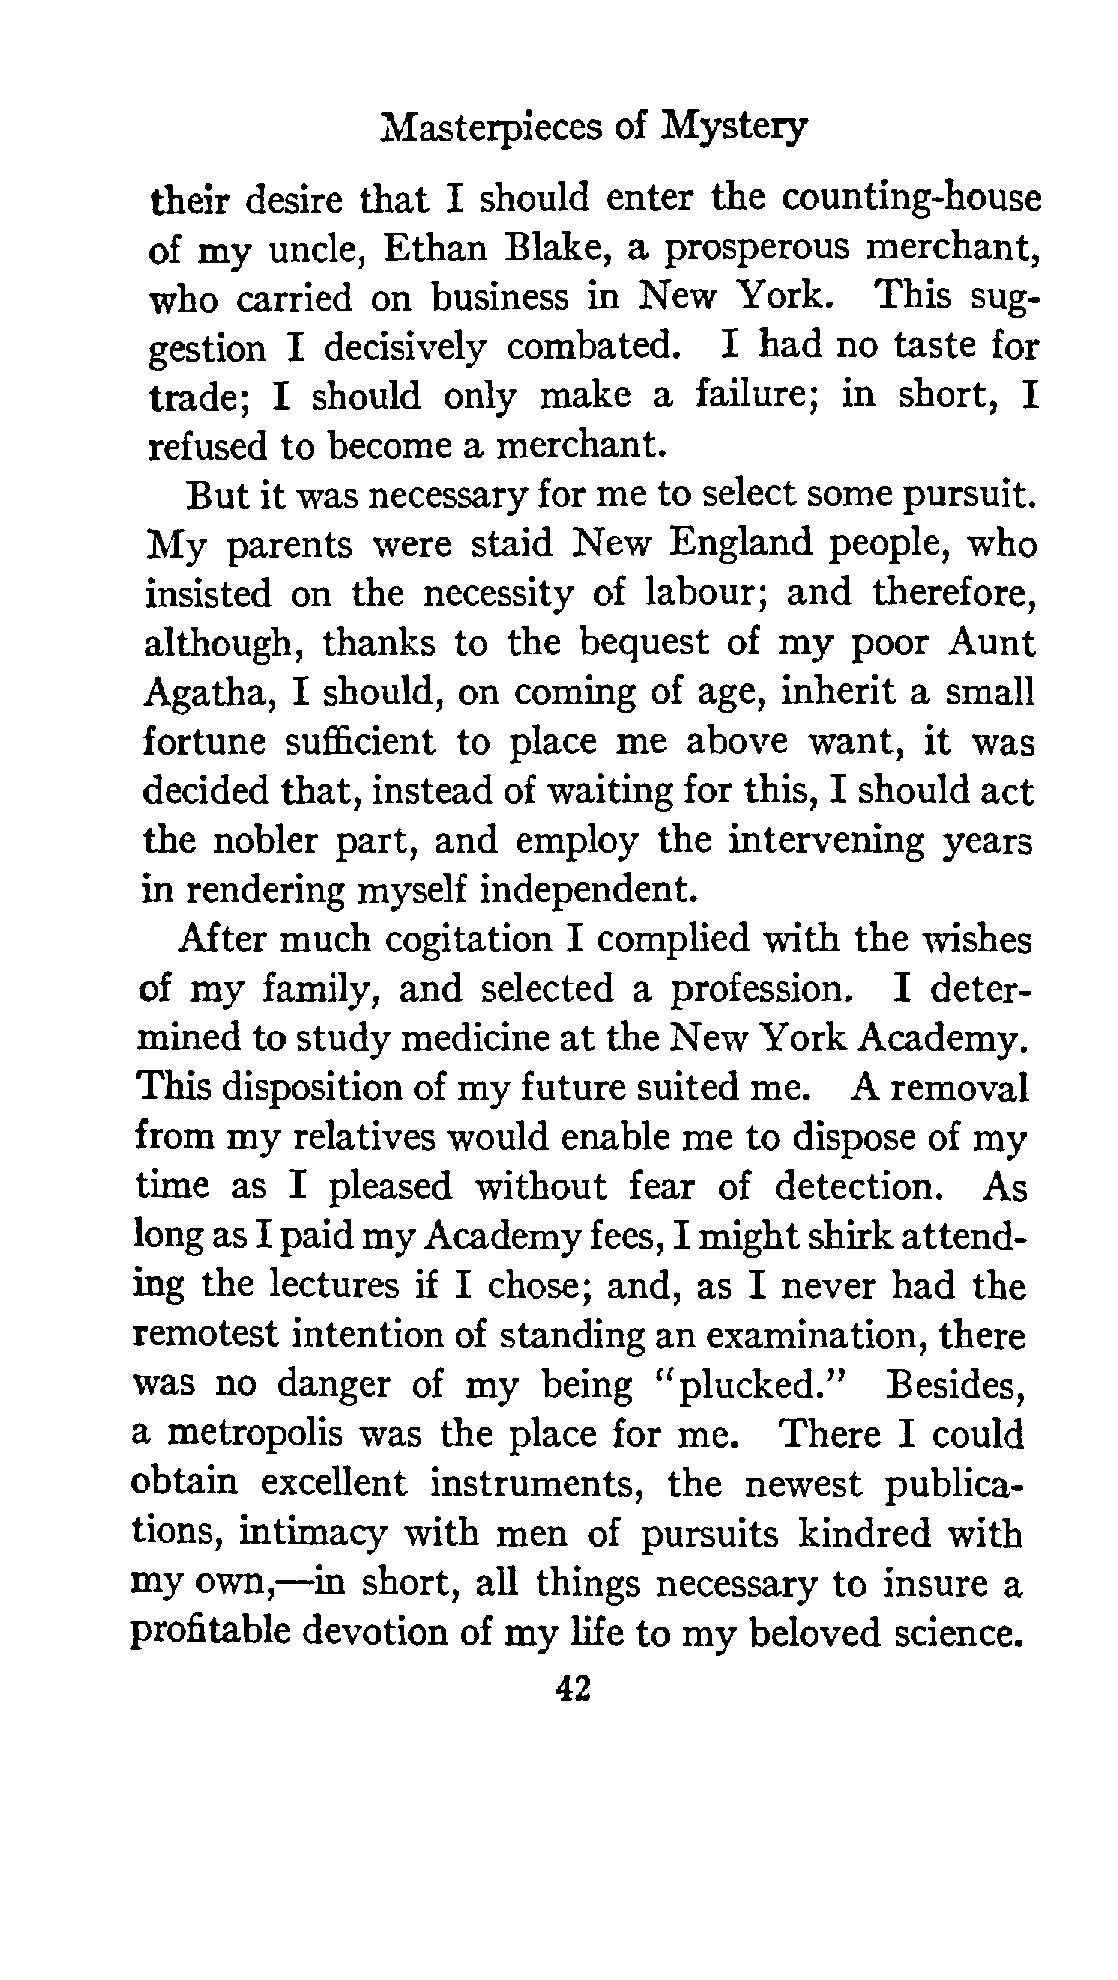 Masterpieces of Mystery
their desire that I should enter the counting-house
of my uncle, Ethan Blake, a prosperous merchant,
who carried on business in New York. This sug-
gestion I decisively combated. I had no taste for
trade; I should only make a failure; in short, I
refused to become a merchant.
But it was necessary for me to select some pursuit.
My parents were staid New England people, who
insisted on the necessity of labour; and therefore,
although, thanks to the bequest of my poor Aunt
Agatha, I should, on coming of age, inherit a small
fortune sufficient to place me above want, it was
decided that, instead of waiting for this, I should act
the nobler part, and employ the intervening years
in rendering myself independent.
After much cogitation I complied with the wishes
of my family, and selected a profession. I deter-
mined to study medicine at the New York Academy.
This disposition of my future suited me. A removal
from my relatives would enable me to dispose of my
time as I pleased without fear of detection. As
long as I paid my Academy fees, I might shirk attend-
ing the lectures if I chose; and, as I never had the
remotest intention of standing an examination, there
was no danger of my being "plucked." Besides,
a metropolis was the place for me. There I could
obtain excellent instruments, the newest publica-
tions, intimacy with men of pursuits kindred with
my own,—in short, all things necessary to insure a
profitable devotion of my life to my beloved science.
42